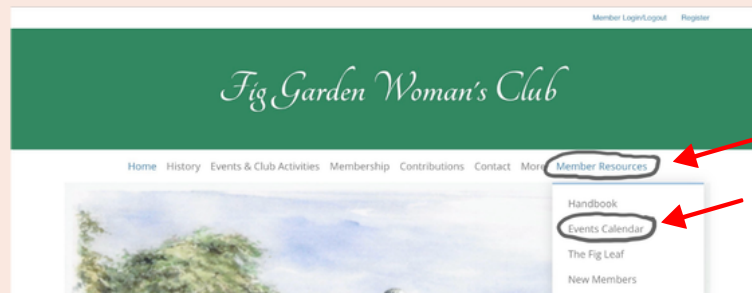 Member Login/Logout Register
Fig Garden Woman's Club
Home History Events & Club Activities Membership Contributions Contact More Member Resources
Handbook
Events Calendar
The Fig Leaf
New Members